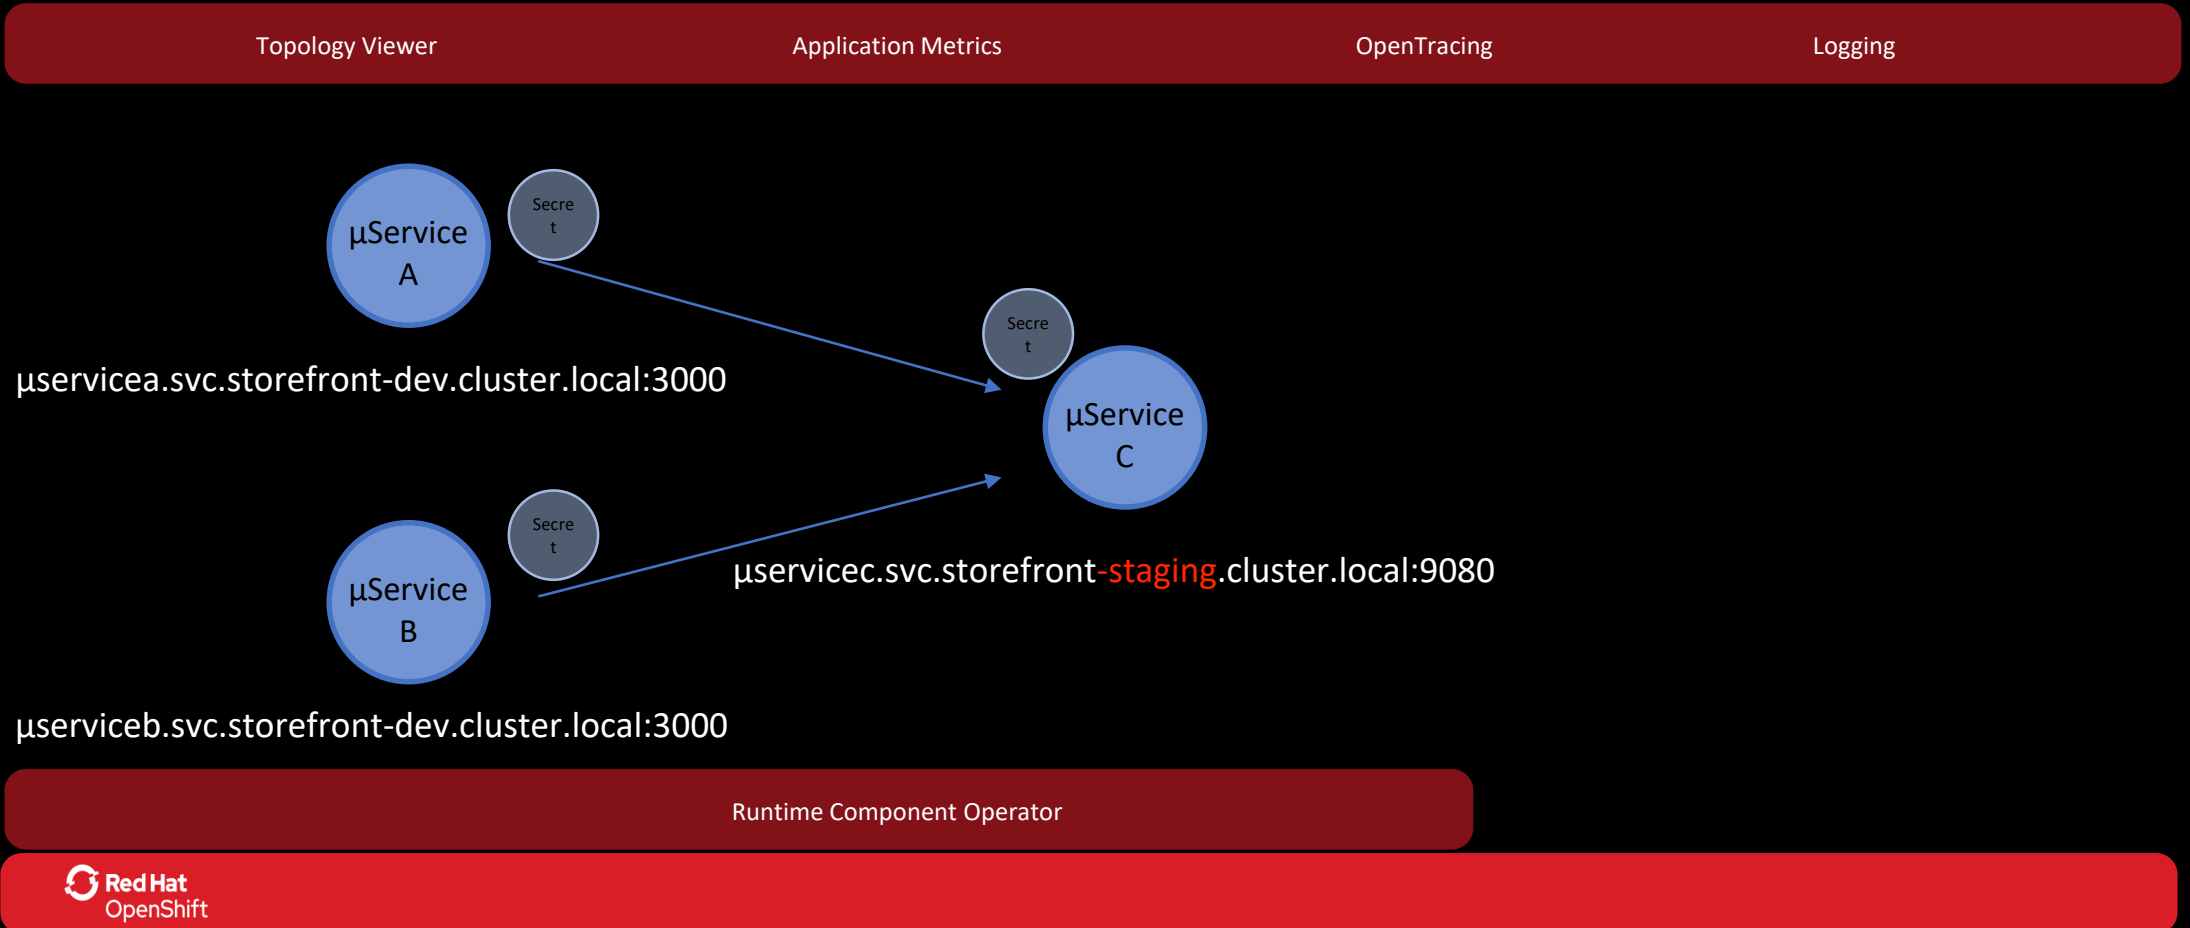 Topology Viewer
Application Metrics
OpenTracing
Logging
µService
A
Secre
t
µservicea.svc.storefront-dev.cluster.local:3000
Secre
t
µService
C
µservicec.svc.storefront-staging.cluster.local:9080
µService
B
Secre
t
µserviceb.svc.storefront-dev.cluster.local:3000
Runtime Component Operator
Red Hat
OpenShift